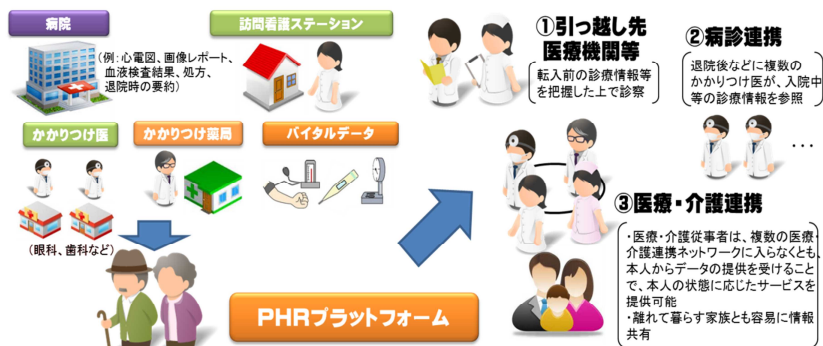 病院
訪問看護ステーション
(例:心電図、画像レポート、
血液検査結果、処方、
退院時の要約)
かかりつけ医
かかりつけ薬局
バイタルデータ
(眼科、歯科など)
PHRプラットフォーム
①引っ越し先
医療機関等
転入前の診療情報等
を把握した上で診察
②病診連携
退院後などに複数の
かかりつけ医が、入院中
等の診療情報を参照
・・・
③医療・介護連携
・医療・介護従事者は、複数の医療・
介護連携ネットワークに入らなくとも、
本人からデータの提供を受けること
で、本人の状態に応じたサービスを
提供可能
・離れて暮らす家族とも容易に情報
共有